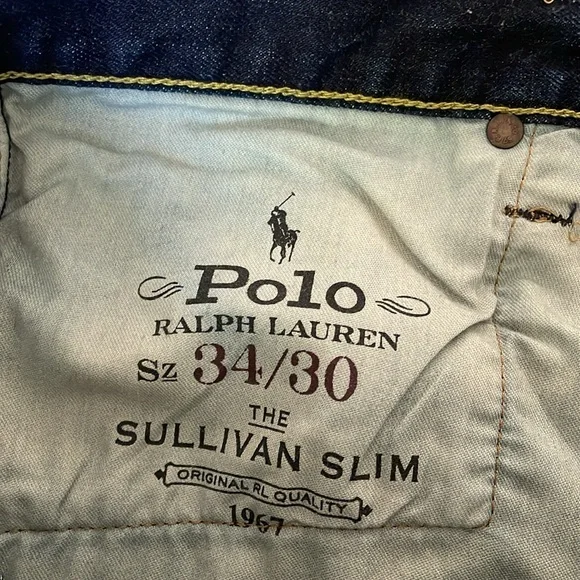 Polo
RALPH LAUREN
Sz 34/30
THE
SULLIVAN SLIM
ORIGINAL RL QUALITY
1967